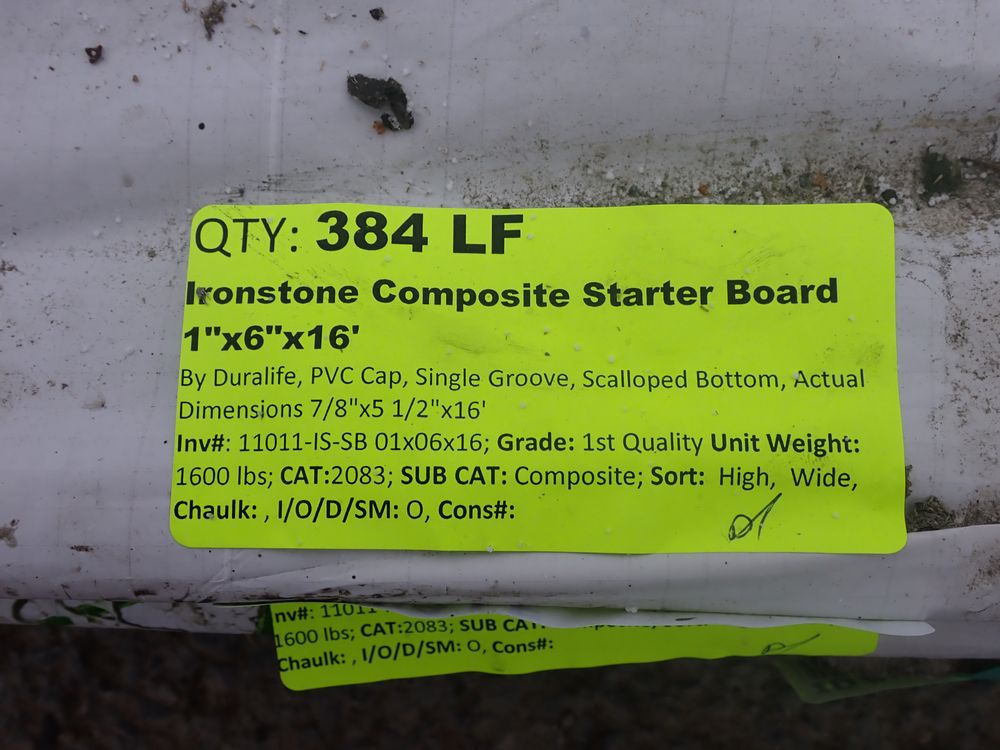 QTY: 384 LF
Ironstone Composite Starter Board
1"x6"x16'
By Duralife, PVC Cap, Single Groove, Scalloped Bottom, Actual
Dimensions 7/8"x5 1/2"x16'
Inv#: 11011-IS-SB 01x06x16; Grade: 1st Quality Unit Weight:
1600 lbs; CAT:2083; SUB CAT: Composite; Sort: High, Wide,
Chaulk: , I/O/D/SM: O, Cons#:
nv#: 11011
1600 lbs; CAT:2083; SUB CAT:
Chaulk: , I/O/D/SM: O, Cons#: